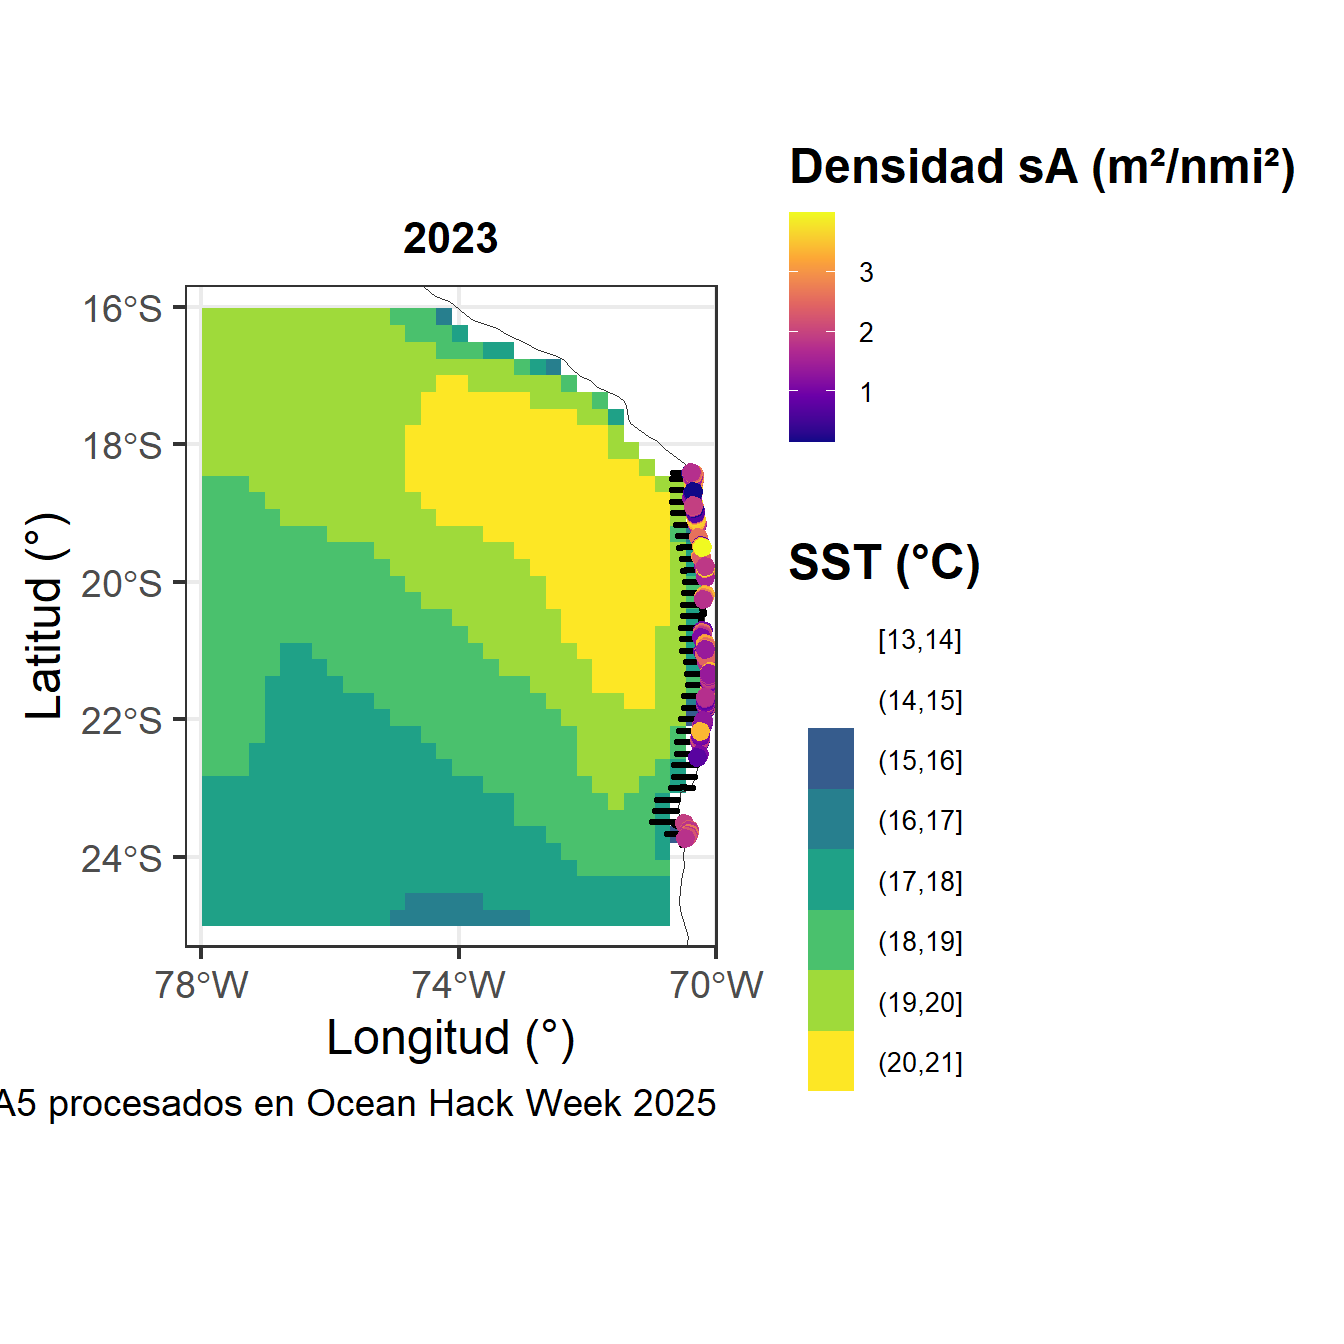 Densidad sA (m²/nmi²)
3
2
1
2023
16°S
18°S
20°S
22°S
24°S
Latitud (°)
78°W
74°W
70°W
Longitud (°)
SST (°C)
[13,14]
(14,15]
(15,16]
(16,17]
(17,18]
(18,19]
(19,20]
(20,21]
A5 procesados en Ocean Hack Week 2025